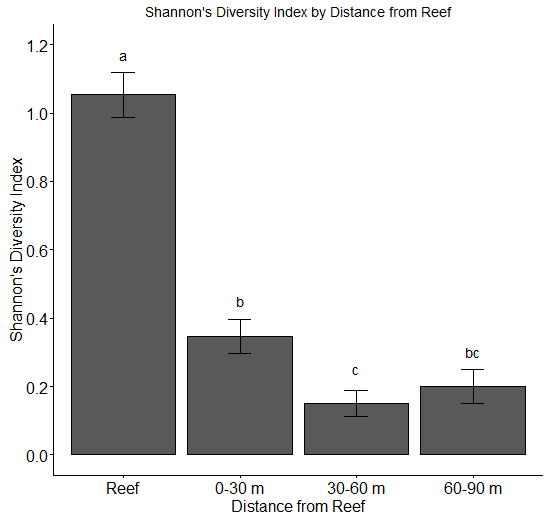 Shannon's Diversity Index by Distance from Reef
Shannon's Diversity Index
1.2
1.0
0.8
0.6
0.4
0.2
0.0
a
b
c
bc
Reef 0-30 m 30-60 m 60-90 m
Distance from Reef